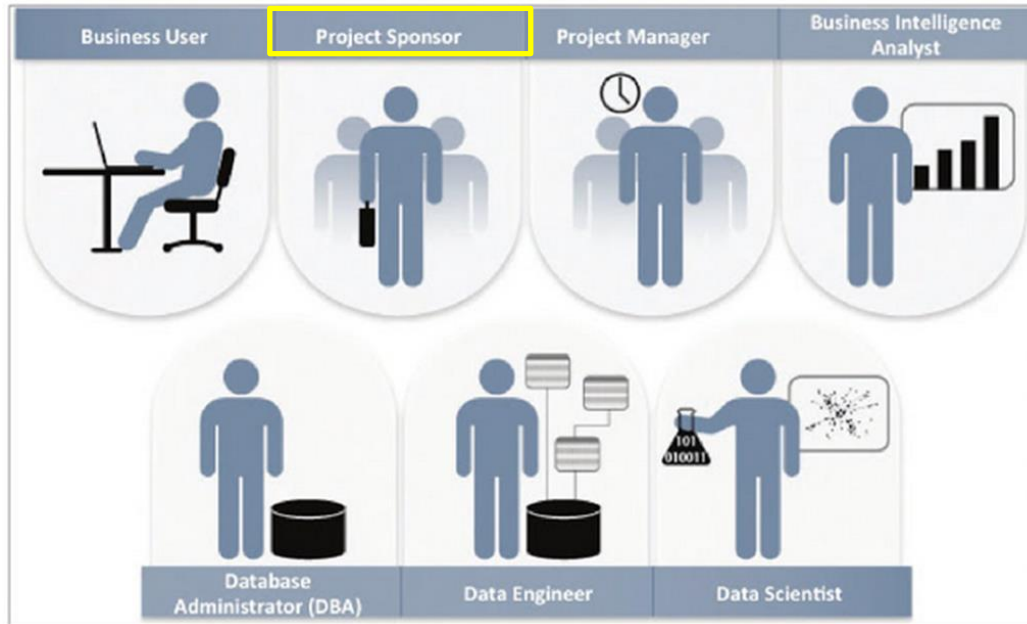 Business User
Project Sponsor
Project Manager
Business Intelligence
Analyst
101
010011
Database
Administrator (DBA)
Data Engineer
Data Scientist